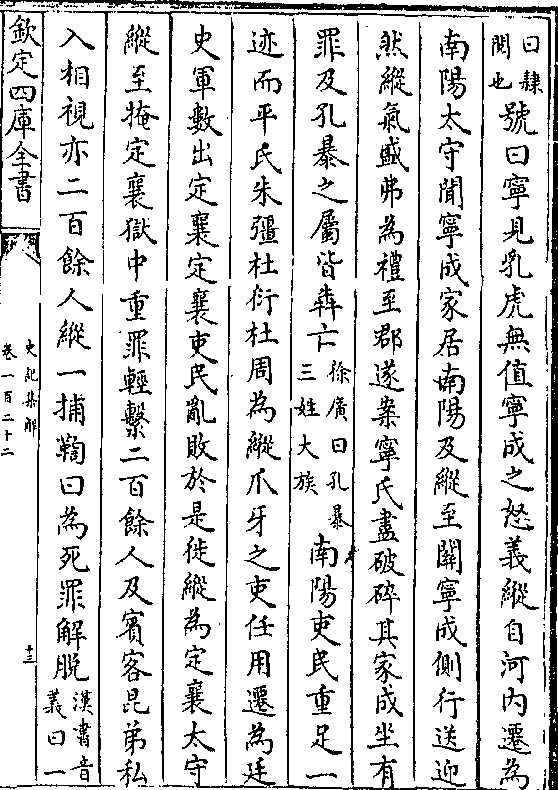 曰肄
閱也
號曰寧見乳虎無值寧成之怒義縱自河内遷為
南陽太守聞寧成家居南陽及縱至關寧成側行送迎
然縱氣盛弗為禮至郡遂案寧氏盡破碎其家成坐有
罪及孔暴之屬皆犇亡
徐廣曰孔暴
三姓大族
南陽吏民重足一
迹而平氏朱彊杜衍杜周為縱爪牙之吏任用遷為廷
史軍數出定襄定襄吏民亂敗於是徙縱為定襄太守
縱至掩定襄獄中重罪輕繫二百餘人及賓客昆弟私
入相視亦二百餘人縱一捕鞫曰為死罪解脱
漢書音
義曰一
欽定四庫全書
史記集解
卷一百二十二
十三